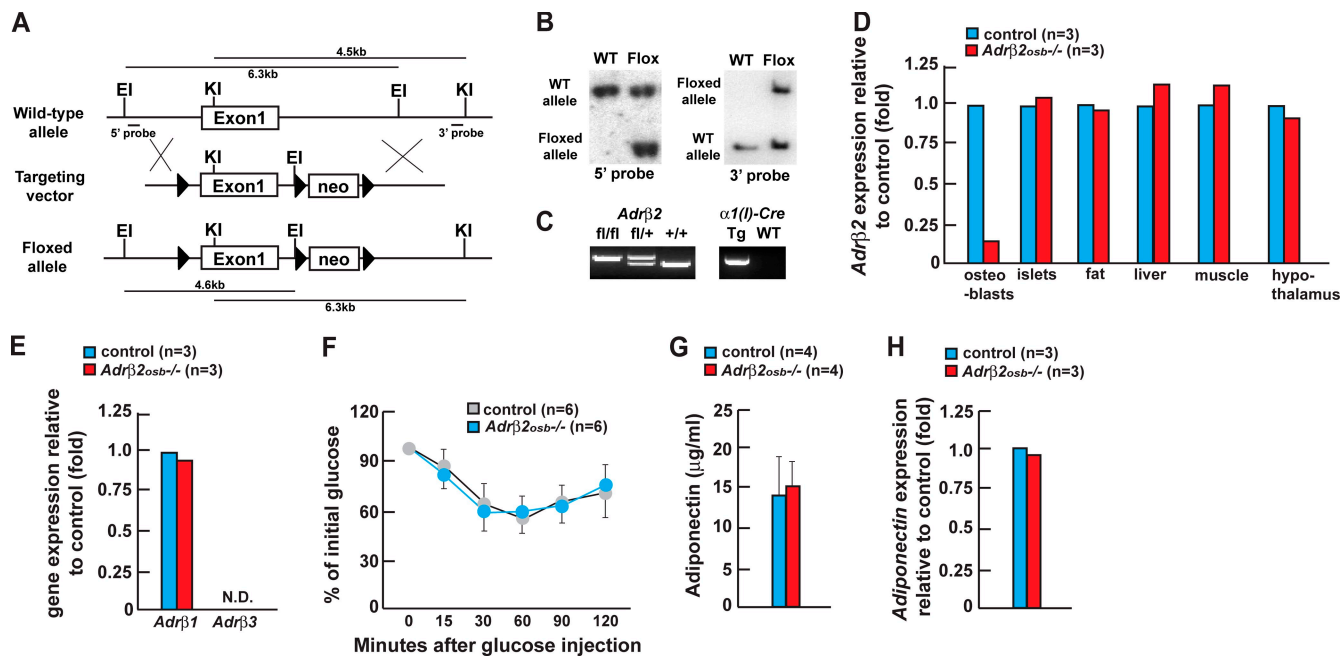 A
4.5kb
6.3kb
EI
KI
EI
KI
Wild-type
allele
Exon1
5' probe
3' probe
KI
EI
Targeting
vector
Exon1
neo
KI
EI
KI
Floxed
allele
Exon1
neo
4.6kb
6.3kb
B
WT Flox
WT
allele
Floxed
allele
5' probe
WT Flox
Floxed
allele
WT
allele
3' probe
C
Adrβ2
fl/fl fl/+ +/+
α1(I)-Cre
Tg WT
D
control (n=3)
Adrβ2osb-/- (n=3)
Adrβ2 expression relative
to control (fold)
1.25
1.0
0.75
0.5
0.25
0
osteo
-blasts
islets
fat
liver
muscle
hypo-
thalamus
E
control (n=3)
Adrβ2osb-/- (n=3)
gene expression relative
to control (fold)
1.25
1.0
0.75
0.5
0.25
0
N.D.
Adrβ1 Adrβ3
F
control (n=6)
Adrβ2osb-/- (n=6)
% of initial glucose
120
90
60
30
0
0 15 30 60 90 120
Minutes after glucose injection
G
control (n=4)
Adrβ2osb-/- (n=4)
Adiponectin (μg/ml)
25
20
15
10
5
0
H
control (n=3)
Adrβ2osb-/- (n=3)
Adiponectin expression
relative to control (fold)
1.25
1.0
0.75
0.5
0.25
0